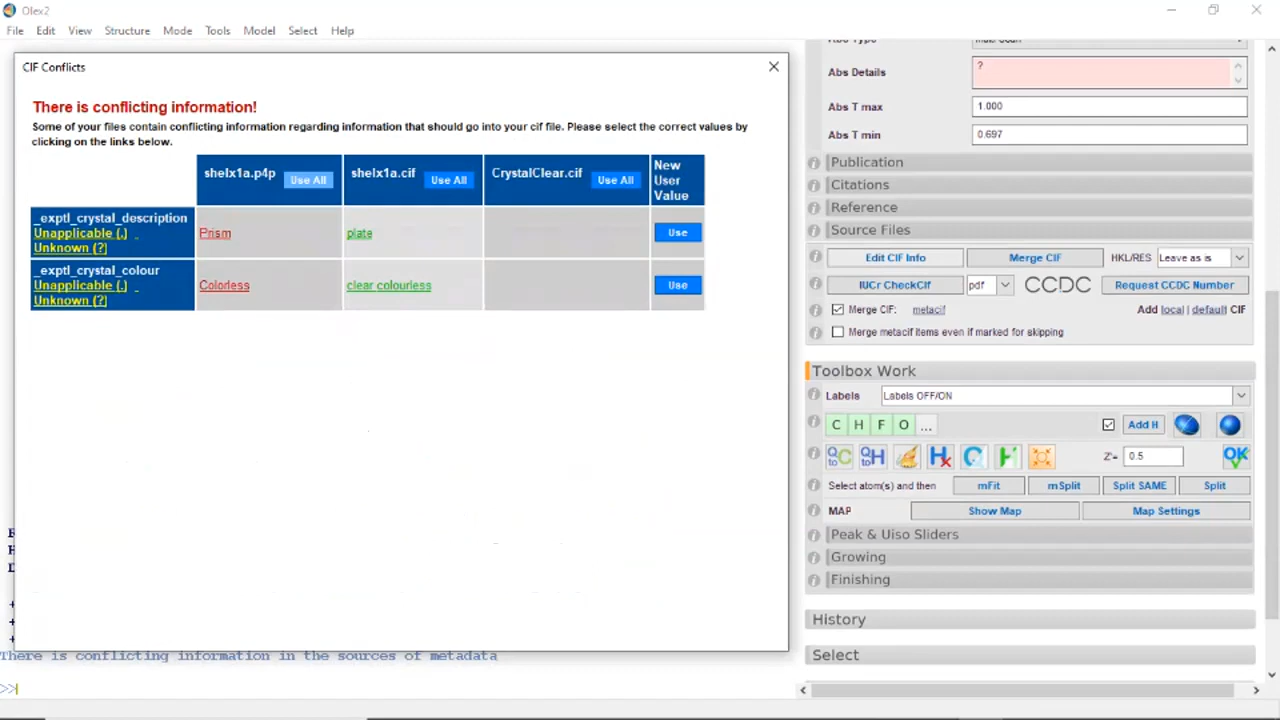 Olex2
File Edit View Structure Mode Tools Model Select Help
CIF Conflicts
There is conflicting information!
Some of your files contain conflicting information regarding information that should go into your cif file. Please select the correct values by
clicking on the links below.
shelx1a.p4p Use All shelx1a.cif Use All CrystalClear.cif Use All New
User
Value
_exptl_crystal_description
Unapplicable (.)
Unknown (?)
Prism plate Use
_exptl_crystal_colour
Unapplicable (.)
Unknown (?)
Colorless clear colourless Use
There is conflicting information in the sources of metadata
>>
Abs Details ?
Abs T max 1.000
Abs T min 0.697
Publication
Citations
Reference
Source Files
Edit CIF Info Merge CIF HKL/RES Leave as is
IUCr CheckCif pdf CCDC Request CCDC Number
Merge CIF: metacif Add local | default CIF
Merge metacif items even if marked for skipping
Toolbox Work
Labels Labels OFF/ON
C H F O ... Add H
Q to C Q to H H Z'= 0.5 OK
Select atom(s) and then mFit mSplit Split SAME Split
MAP Show Map Map Settings
Peak & Uiso Sliders
Growing
Finishing
History
Select